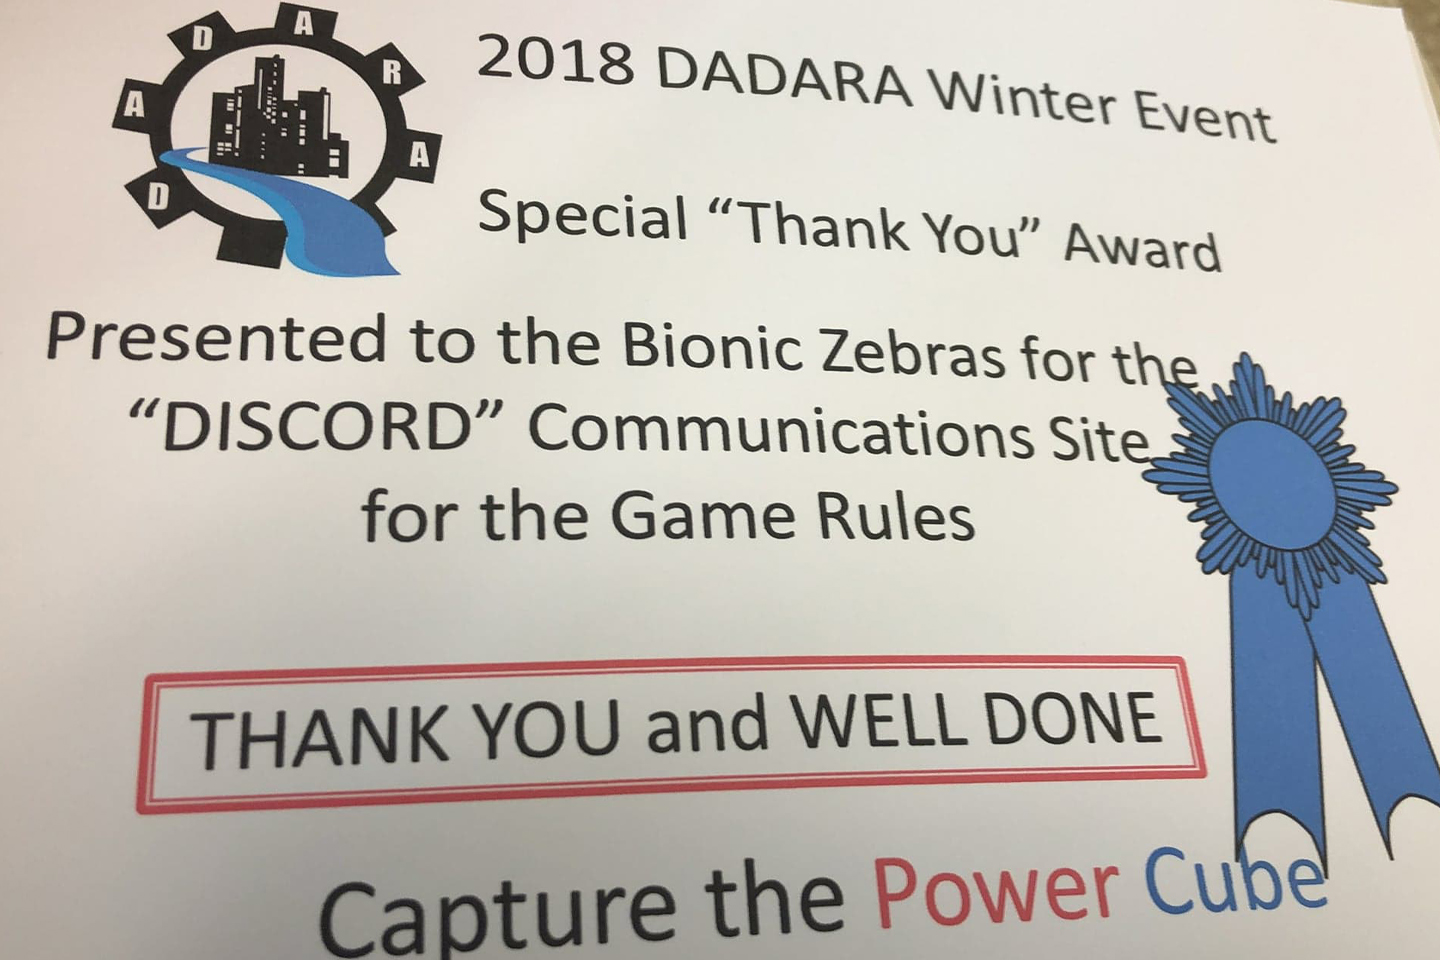 DADARA
2018 DADARA Winter Event
Special “Thank You” Award
Presented to the Bionic Zebras for the
“DISCORD” Communications Site
for the Game Rules
THANK YOU and WELL DONE
Capture the Power Cube